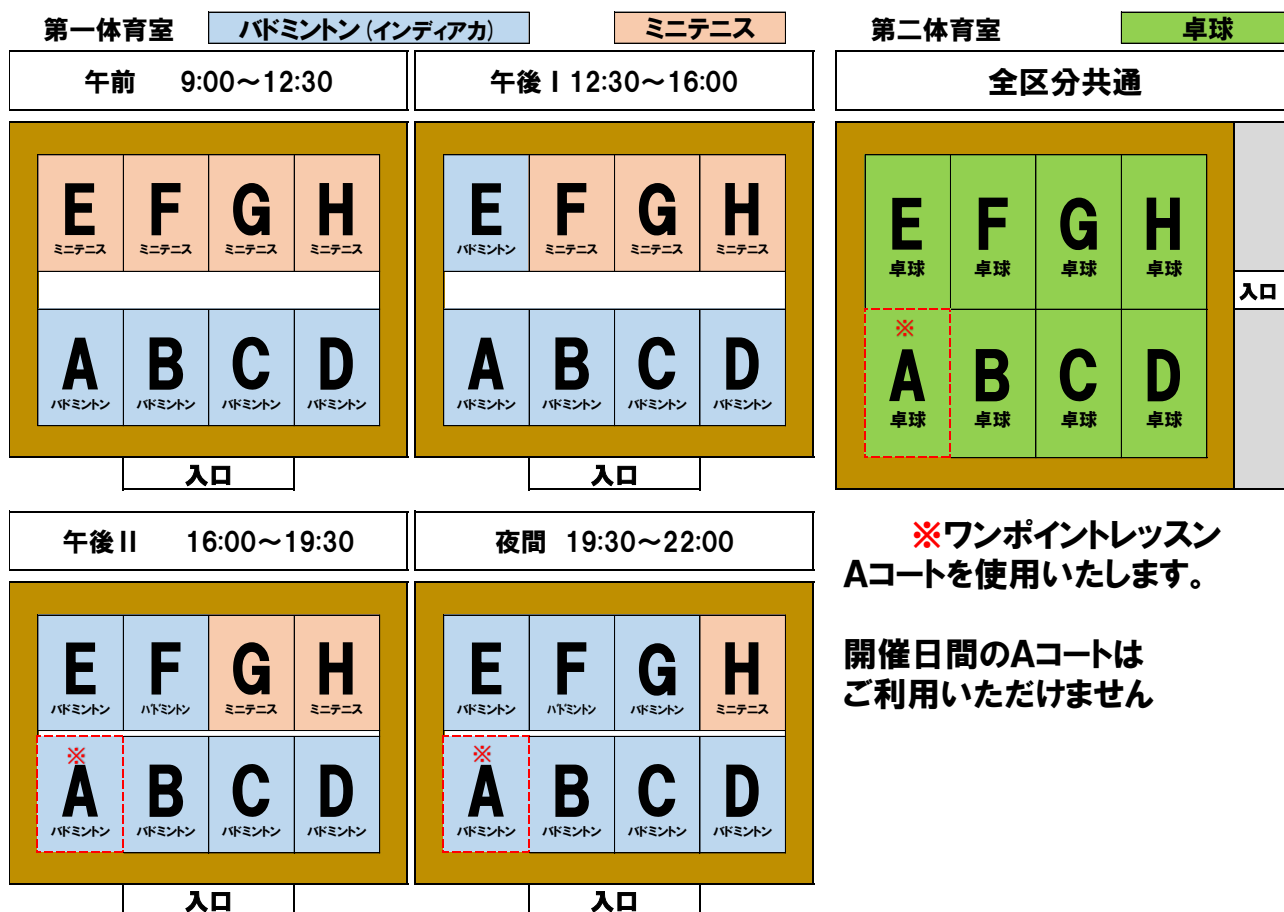 第一体育室 バドミントン(インディアカ) ミニテニス 第二体育室 卓球
午前 9:00～12:30 午後Ⅰ 12:30～16:00 全区分共通
E F G H
ミニテニス ミニテニス ミニテニス ミニテニス
A B C D
バドミントン バドミントン バドミントン バドミントン
入口
E F G H
バドミントン ミニテニス ミニテニス ミニテニス
A B C D
バドミントン バドミントン バドミントン バドミントン
入口
E F G H
卓球 卓球 卓球 卓球
※
A B C D
卓球 卓球 卓球 卓球
入口
午後Ⅱ 16:00～19:30 夜間 19:30～22:00
E F G H
バドミントン バドミントン ミニテニス ミニテニス
※
A B C D
バドミントン バドミントン バドミントン バドミントン
入口
E F G H
バドミントン バドミントン バドミントン ミニテニス
※
A B C D
バドミントン バドミントン バドミントン バドミントン
入口
※ワンポイントレッスン
Aコートを使用いたします。
開催日間のAコートは
ご利用いただけません